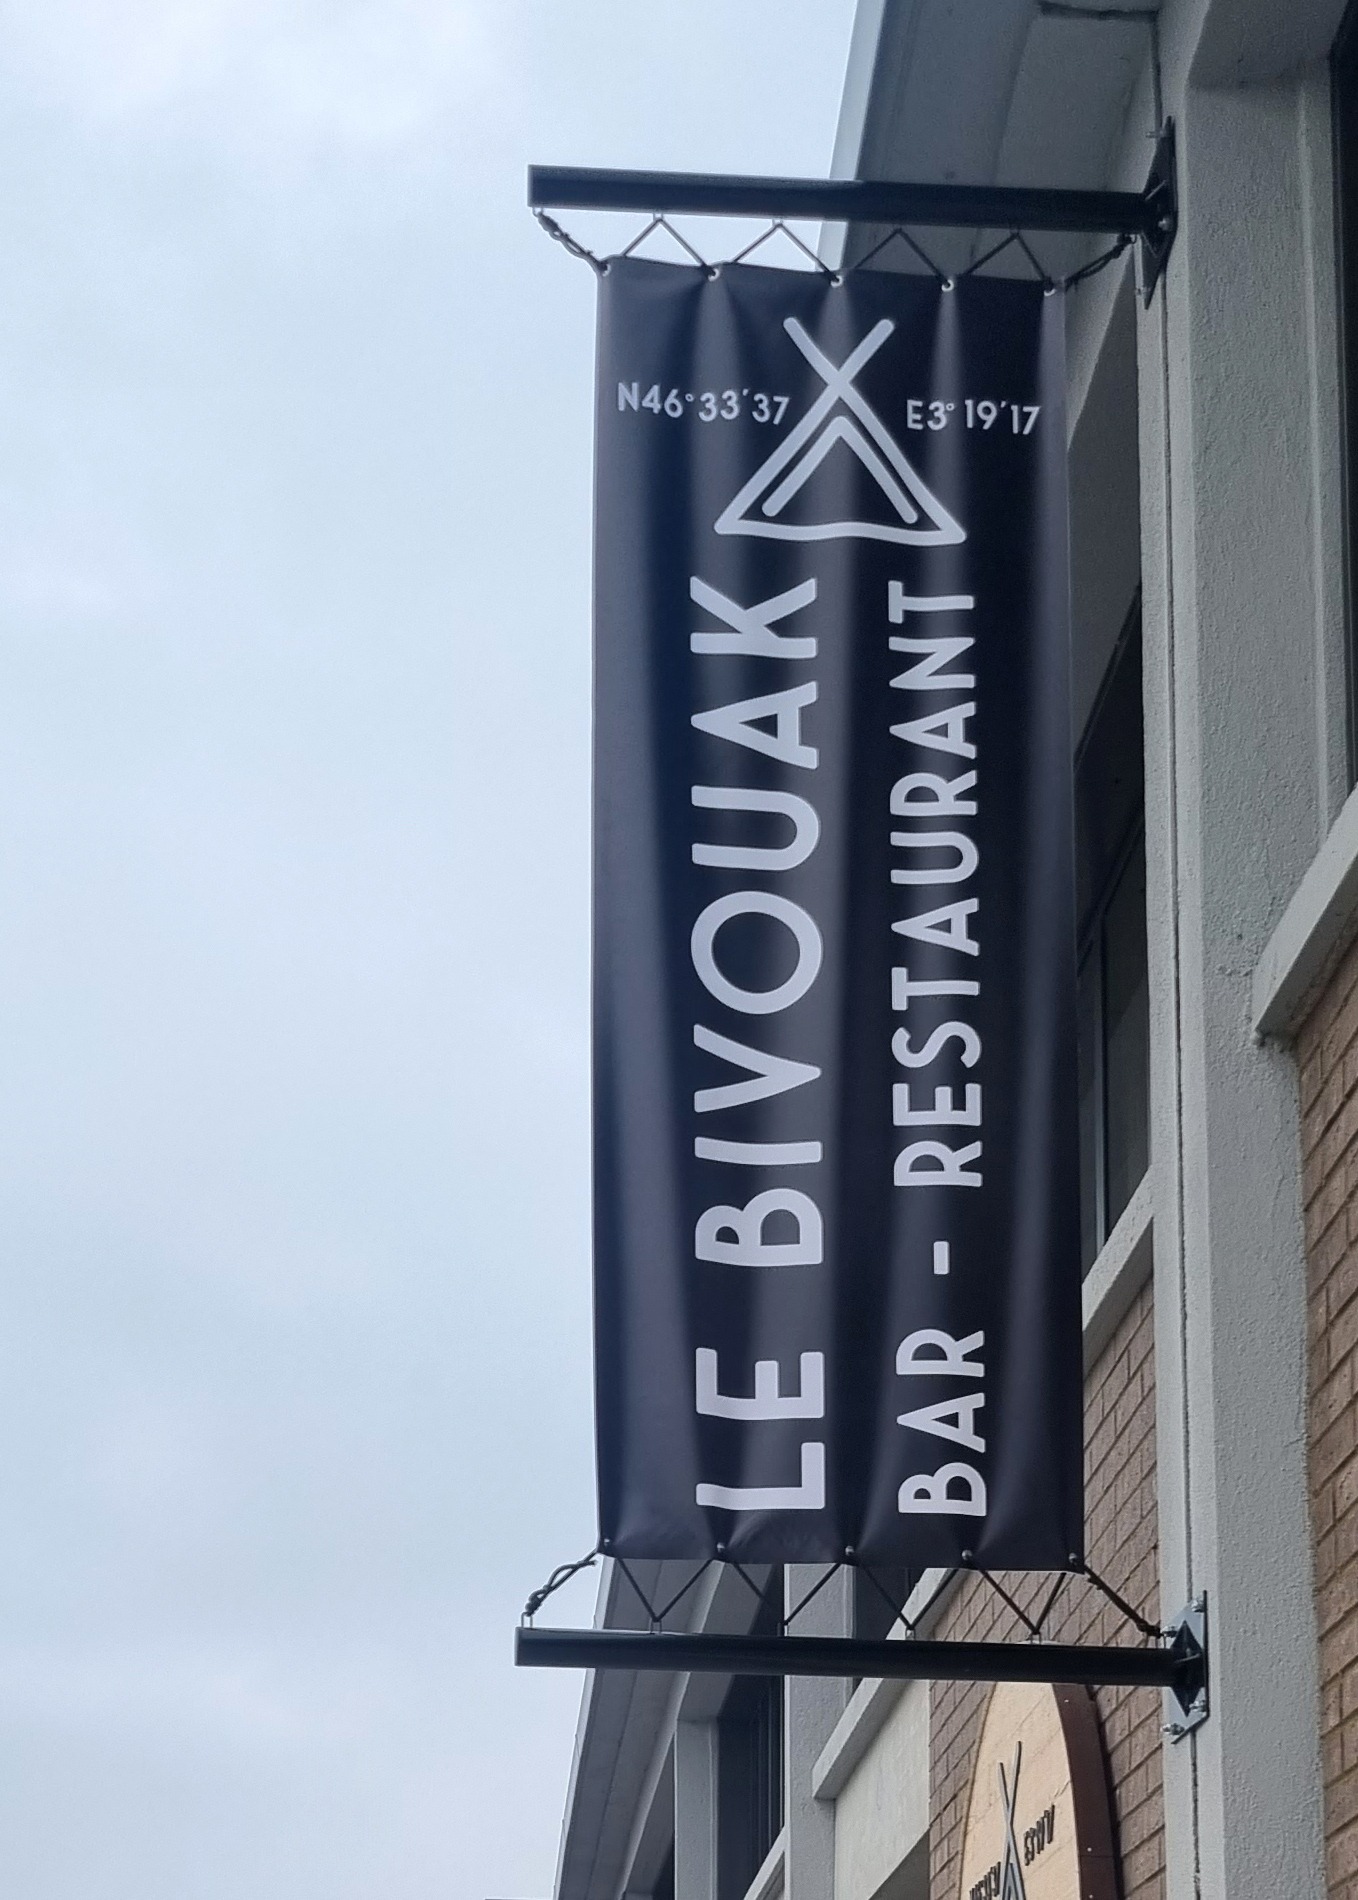 N46°33'37 E3°19'17
LE BIVOUAK
BAR - RESTAURANT